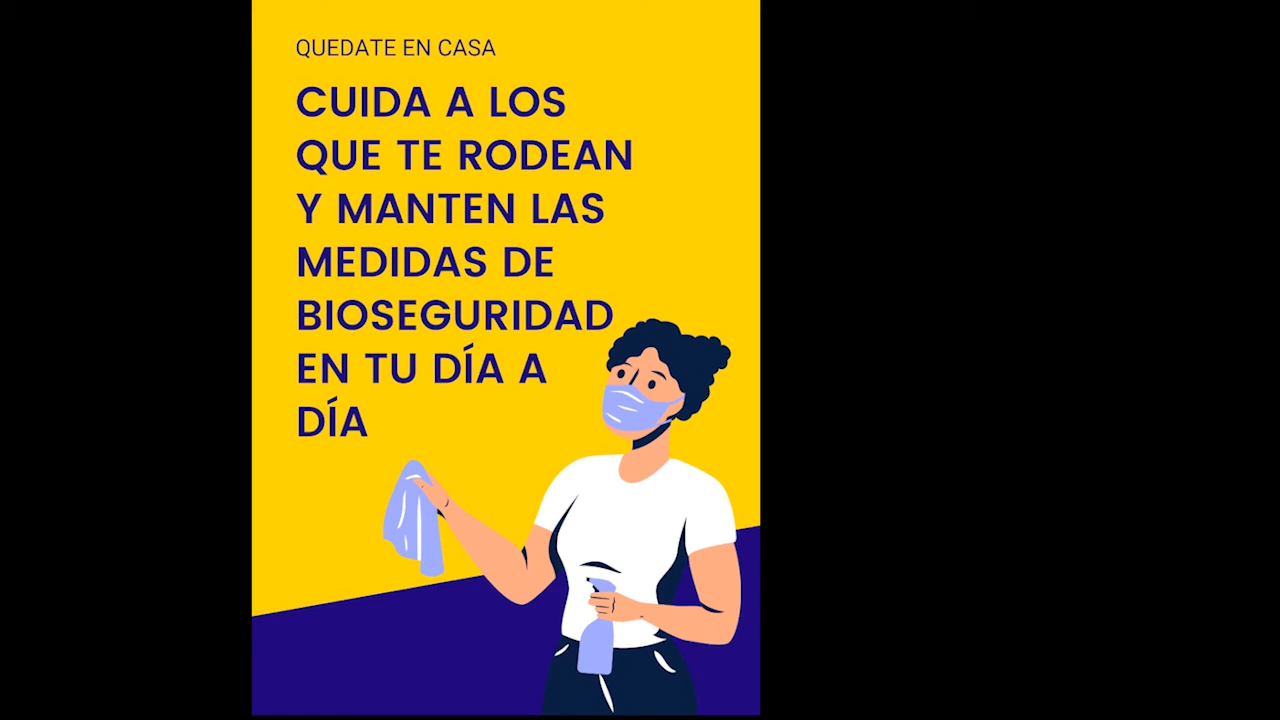 QUEDATE EN CASA
CUIDA A LOS
QUE TE RODEAN
Y MANTEN LAS
MEDIDAS DE
BIOSEGURIDAD
EN TU DÍA A
DÍA